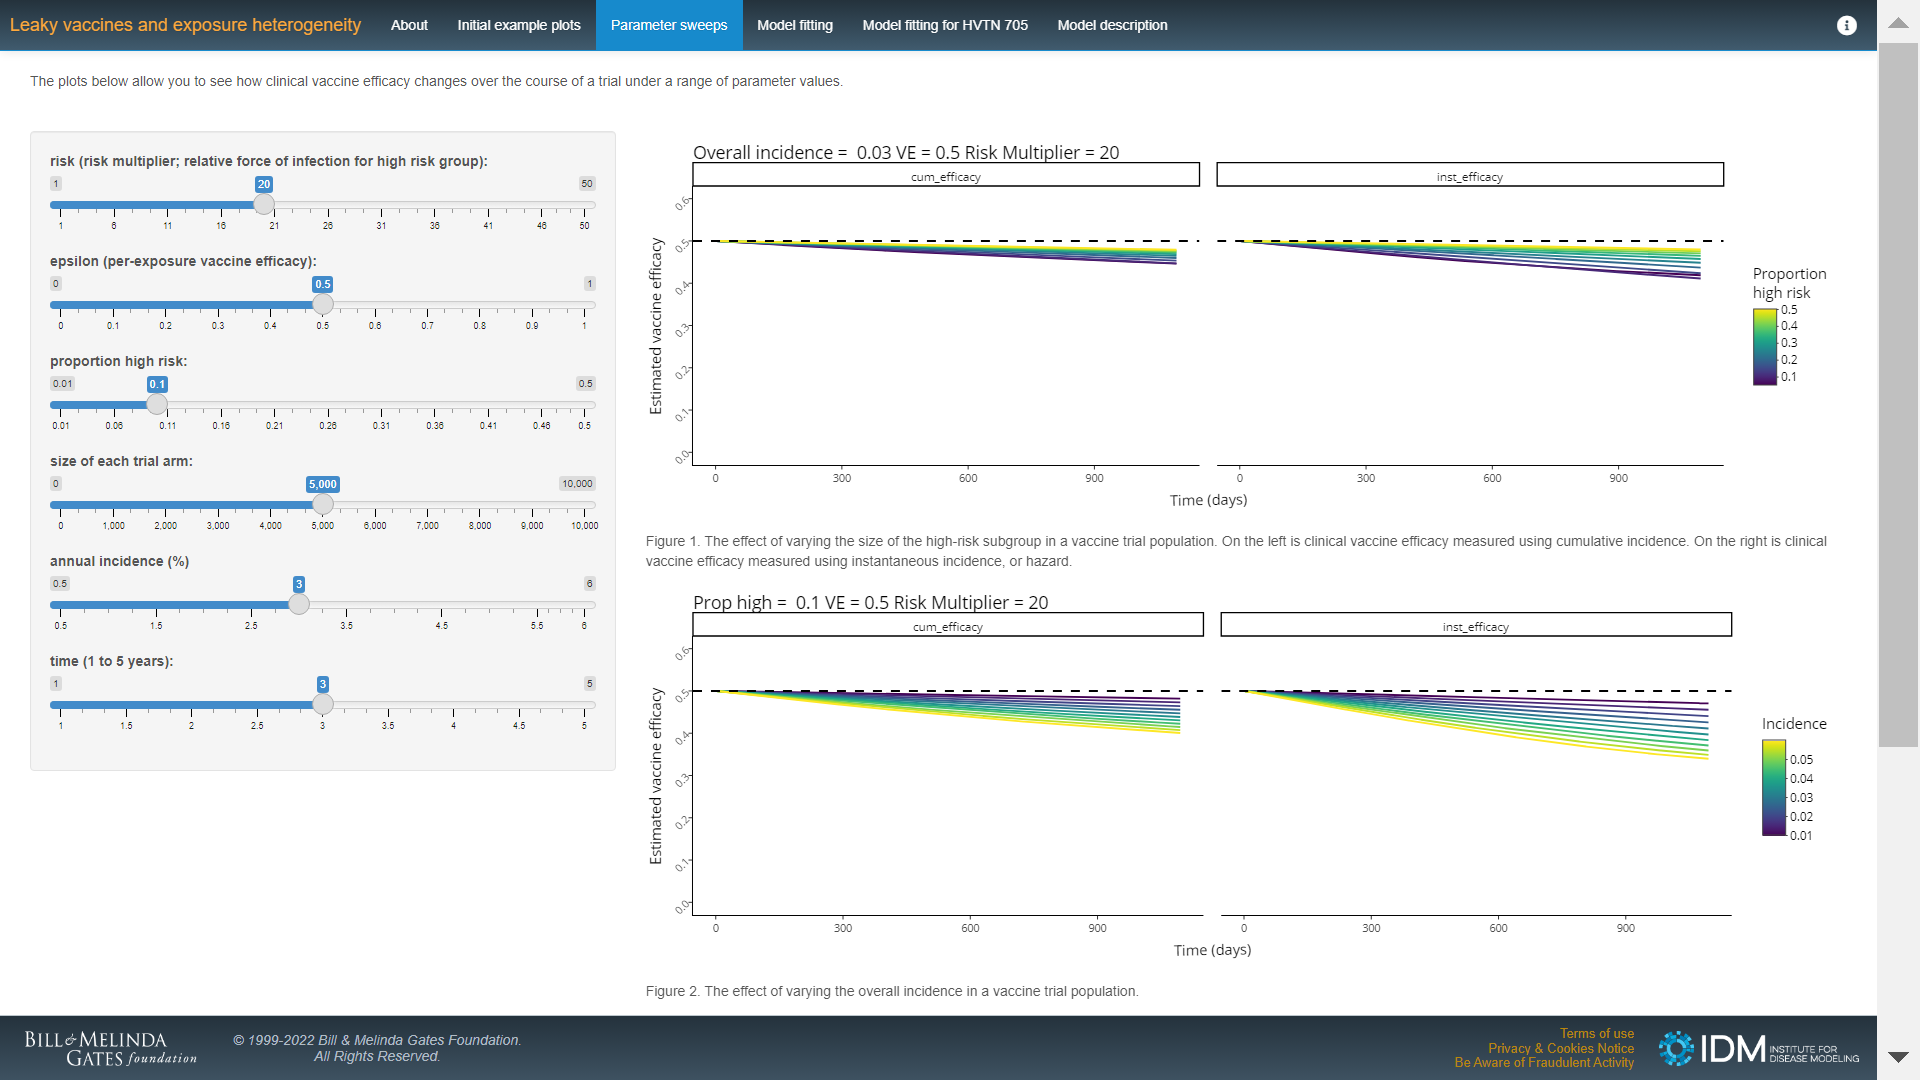 Leaky vaccines and exposure heterogeneity
About
Initial example plots
Parameter sweeps
Model fitting
Model fitting for HVTN 705
Model description
The plots below allow you to see how clinical vaccine efficacy changes over the course of a trial under a range of parameter values.
risk (risk multiplier; relative force of infection for high risk group):
1 20 50
1 6 11 16 21 26 31 36 41 46 50
epsilon (per-exposure vaccine efficacy):
0 0.5 1
0 0.1 0.2 0.3 0.4 0.5 0.6 0.7 0.8 0.9 1
proportion high risk:
0.01 0.1 0.5
0.01 0.06 0.11 0.16 0.21 0.26 0.31 0.36 0.41 0.46 0.5
size of each trial arm:
0 5,000 10,000
0 1,000 2,000 3,000 4,000 5,000 6,000 7,000 8,000 9,000 10,000
annual incidence (%)
0.5 3 6
0.5 1.5 2.5 3.5 4.5 5.5 6
time (1 to 5 years):
1 3 5
1 1.5 2 2.5 3 3.5 4 4.5 5
Overall incidence = 0.03 VE = 0.5 Risk Multiplier = 20
cum_efficacy inst_efficacy
Estimated vaccine efficacy
0.6
0.5
0.4
0.3
0.2
0.1
0.0
0 300 600 900 0 300 600 900
Time (days)
Proportion
high risk
0.5
0.4
0.3
0.2
0.1
Figure 1. The effect of varying the size of the high-risk subgroup in a vaccine trial population. On the left is clinical vaccine efficacy measured using cumulative incidence. On the right is clinical
vaccine efficacy measured using instantaneous incidence, or hazard.
Prop high = 0.1 VE = 0.5 Risk Multiplier = 20
cum_efficacy inst_efficacy
Estimated vaccine efficacy
0.6
0.5
0.4
0.3
0.2
0.1
0.0
0 300 600 900 0 300 600 900
Time (days)
Incidence
0.05
0.04
0.03
0.02
0.01
Figure 2. The effect of varying the overall incidence in a vaccine trial population.
BILL & MELINDA
GATES foundation
© 1999-2022 Bill & Melinda Gates Foundation.
All Rights Reserved.
Terms of use
Privacy & Cookies Notice
Be Aware of Fraudulent Activity
IDM INSTITUTE FOR
DISEASE MODELING